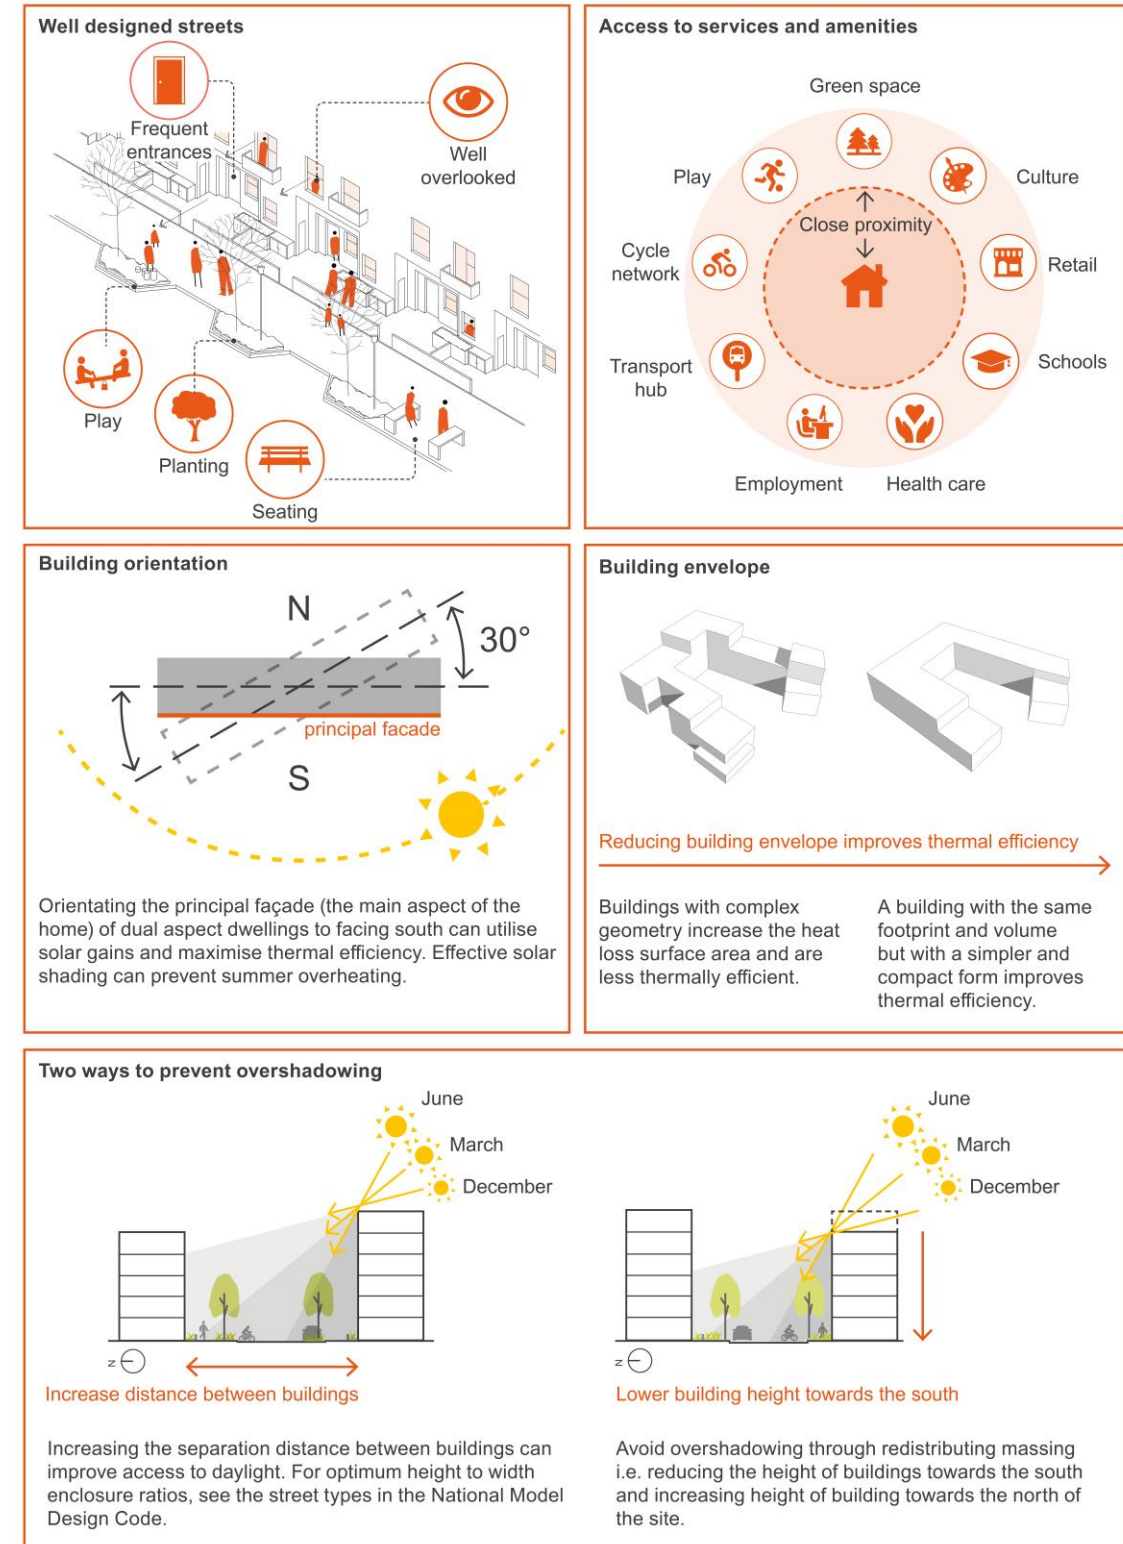 Well designed streets
Frequent
entrances
Well
overlooked
Play
Planting
Seating
Access to services and amenities
Green space
Play
Culture
Close proximity
Cycle
network
Retail
Transport
hub
Schools
Employment
Health care
Building orientation
N
30°
principal facade
S
Orientating the principal façade (the main aspect of the
home) of dual aspect dwellings to facing south can utilise
solar gains and maximise thermal efficiency. Effective solar
shading can prevent summer overheating.
Building envelope
Reducing building envelope improves thermal efficiency
Buildings with complex
geometry increase the heat
loss surface area and are
less thermally efficient.
A building with the same
footprint and volume
but with a simpler and
compact form improves
thermal efficiency.
Two ways to prevent overshadowing
June
March
December
N
Increase distance between buildings
Increasing the separation distance between buildings can
improve access to daylight. For optimum height to width
enclosure ratios, see the street types in the National Model
Design Code.
June
March
December
N
Lower building height towards the south
Avoid overshadowing through redistributing massing
i.e. reducing the height of buildings towards the south
and increasing height of building towards the north of
the site.